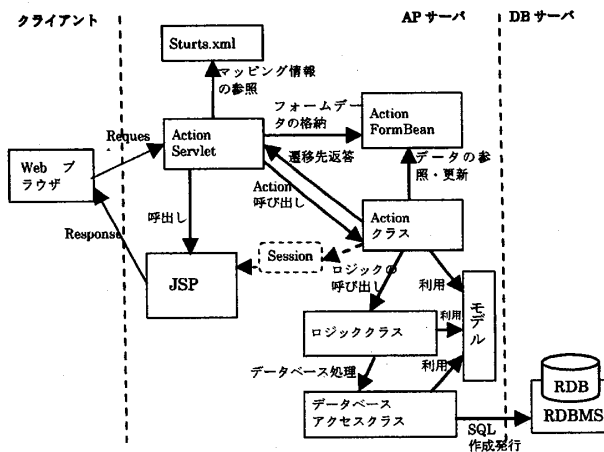 クライアント
APサーバ
DBサーバ
Sturts.xml
マッピング情報
の参照
フォームデー
タの格納
Action
FormBean
Action
Servlet
Reques
Web ブ
ラウザ
遷移先返答
データの参
照・更新
Action
呼び出し
呼出し
Action
クラス
Response
Session
JSP
ロジックの
呼び出し
利用
モデル
ロジッククラス
利用
データベース処理
利用
データベース
アクセスクラス
RDB
RDBMS
SQL
作成発行